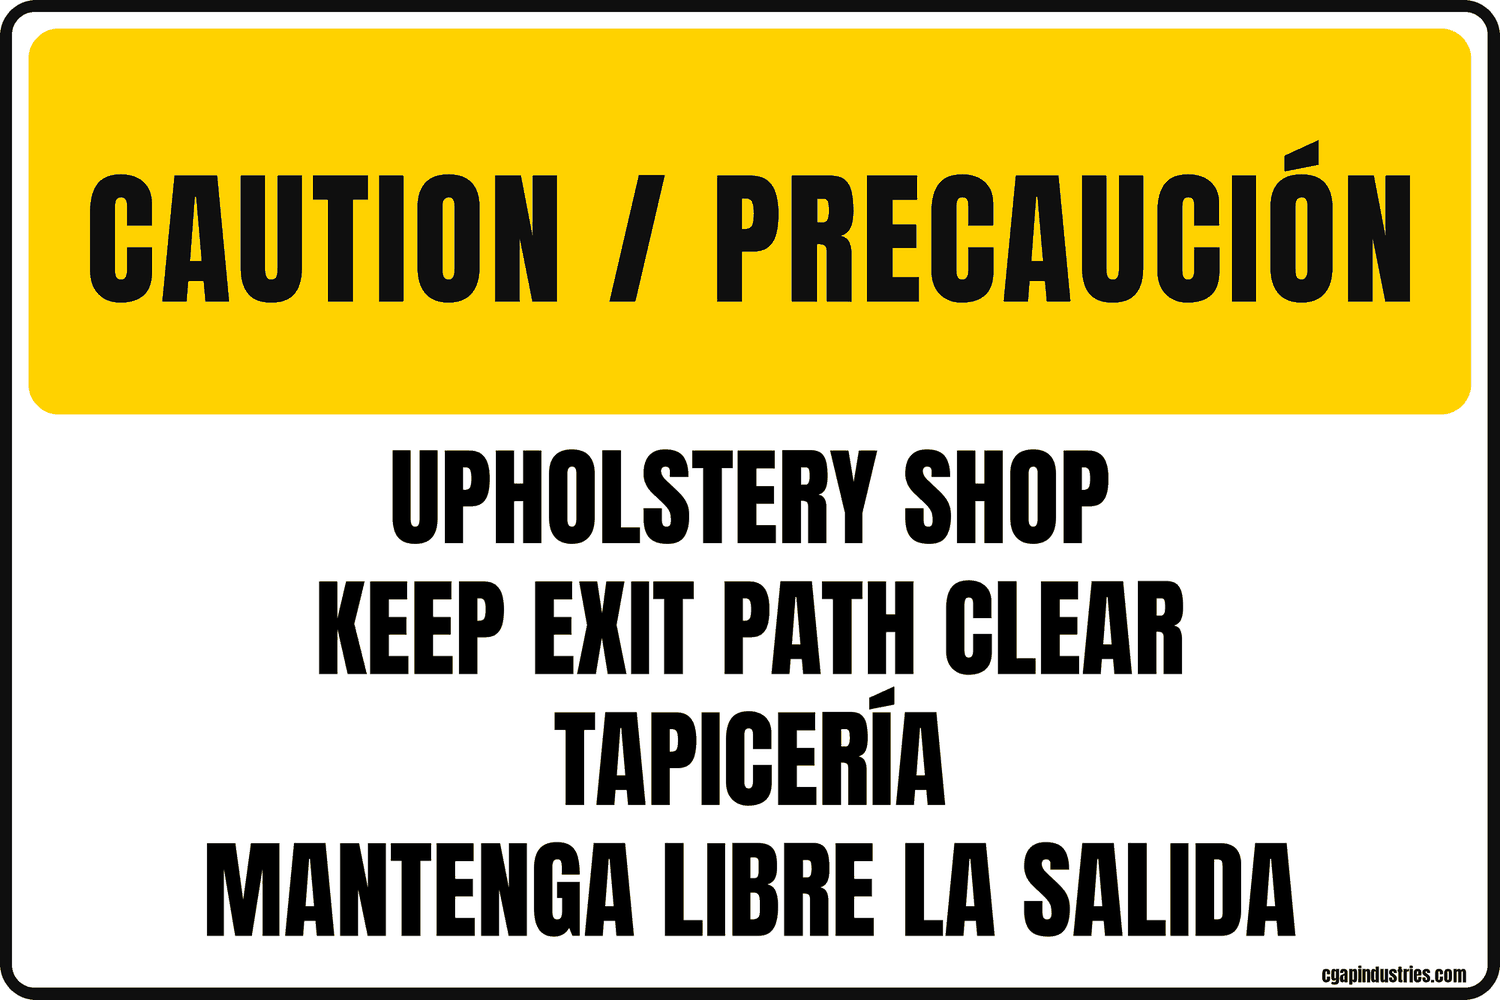 CAUTION / PRECAUCIÓN
UPHOLSTERY SHOP
KEEP EXIT PATH CLEAR
TAPICERÍA
MANTENGA LIBRE LA SALIDA
cgapindustries.com